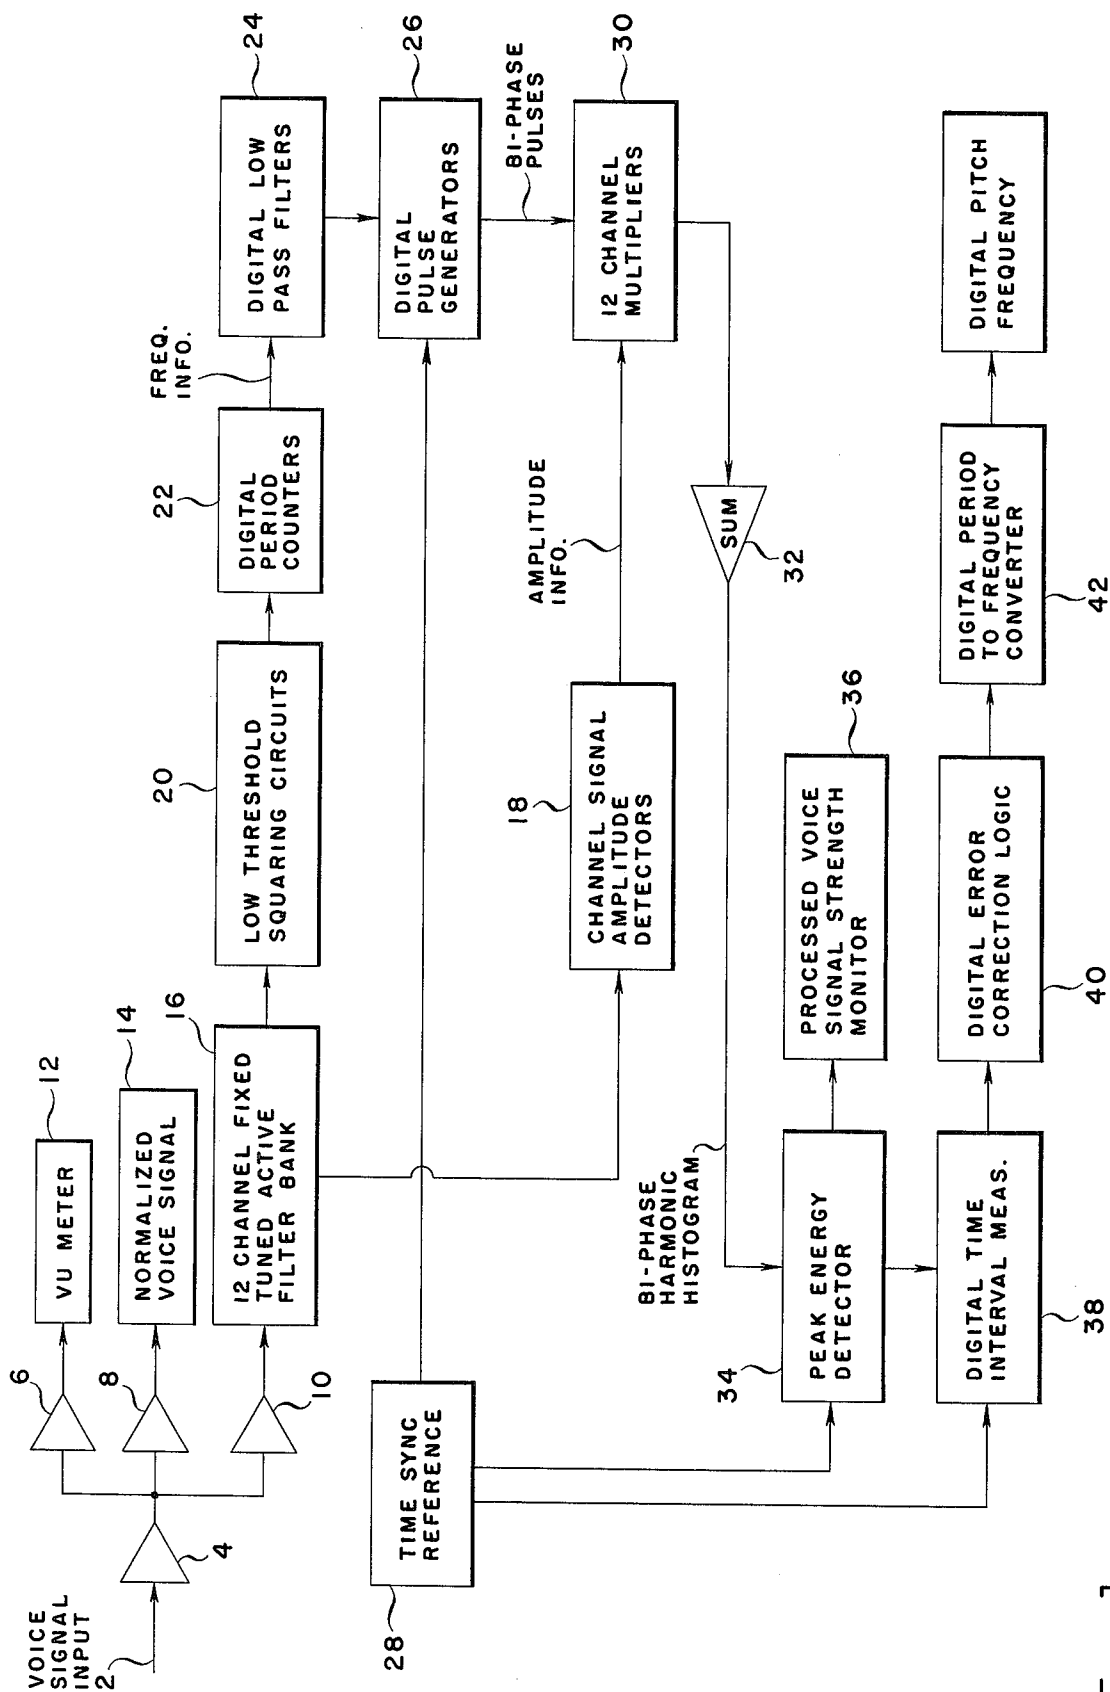 VOICE
SIGNAL
INPUT
2
4
6
8
10
VU METER
12
NORMALIZED
VOICE SIGNAL
14
12 CHANNEL FIXED
TUNED ACTIVE
FILTER BANK
16
LOW THRESHOLD
SQUARING CIRCUITS
20
DIGITAL
PERIOD
COUNTERS
22
FREQ.
INFO.
DIGITAL LOW
PASS FILTERS
24
DIGITAL
PULSE
GENERATORS
26
BI-PHASE
PULSES
TIME SYNC
REFERENCE
28
CHANNEL SIGNAL
AMPLITUDE
DETECTORS
18
AMPLITUDE
INFO.
12 CHANNEL
MULTIPLIERS
30
SUM
32
BI-PHASE
HARMONIC
HISTOGRAM
PEAK ENERGY
DETECTOR
34
PROCESSED VOICE
SIGNAL STRENGTH
MONITOR
36
DIGITAL TIME
INTERVAL MEAS.
38
DIGITAL ERROR
CORRECTION LOGIC
40
DIGITAL PERIOD
TO FREQUENCY
CONVERTER
42
DIGITAL PITCH
FREQUENCY